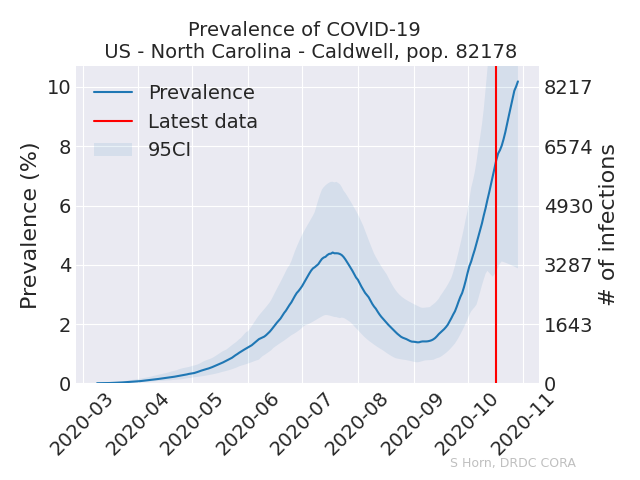 Prevalence of COVID-19
US - North Carolina - Caldwell, pop. 82178
Prevalence
Latest data
95CI
Prevalence (%)
10
8
6
4
2
0
8217
6574
4930
3287
1643
0
# of infections
2020-03
2020-04
2020-05
2020-06
2020-07
2020-08
2020-09
2020-10
2020-11
S Horn, DRDC CORA